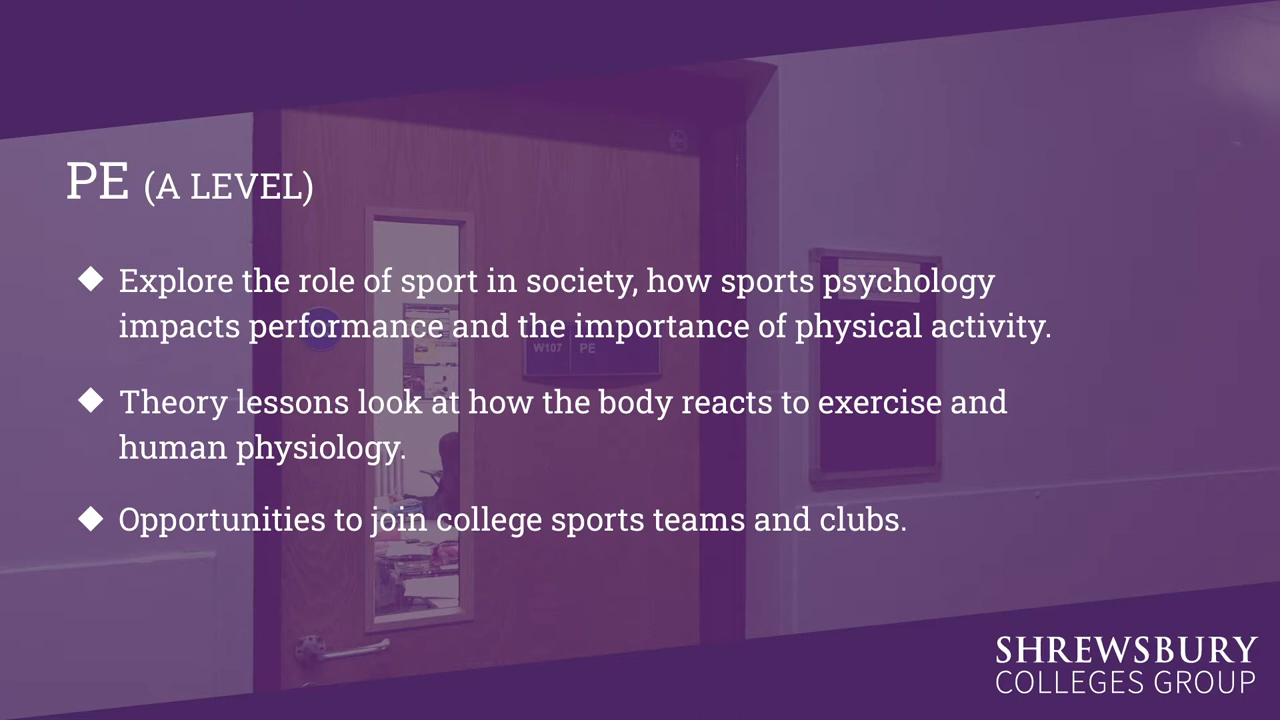 PE (A LEVEL)
Explore the role of sport in society, how sports psychology
impacts performance and the importance of physical activity.
W107 PE
Theory lessons look at how the body reacts to exercise and
human physiology.
Opportunities to join college sports teams and clubs.
SHREWSBURY
COLLEGES GROUP